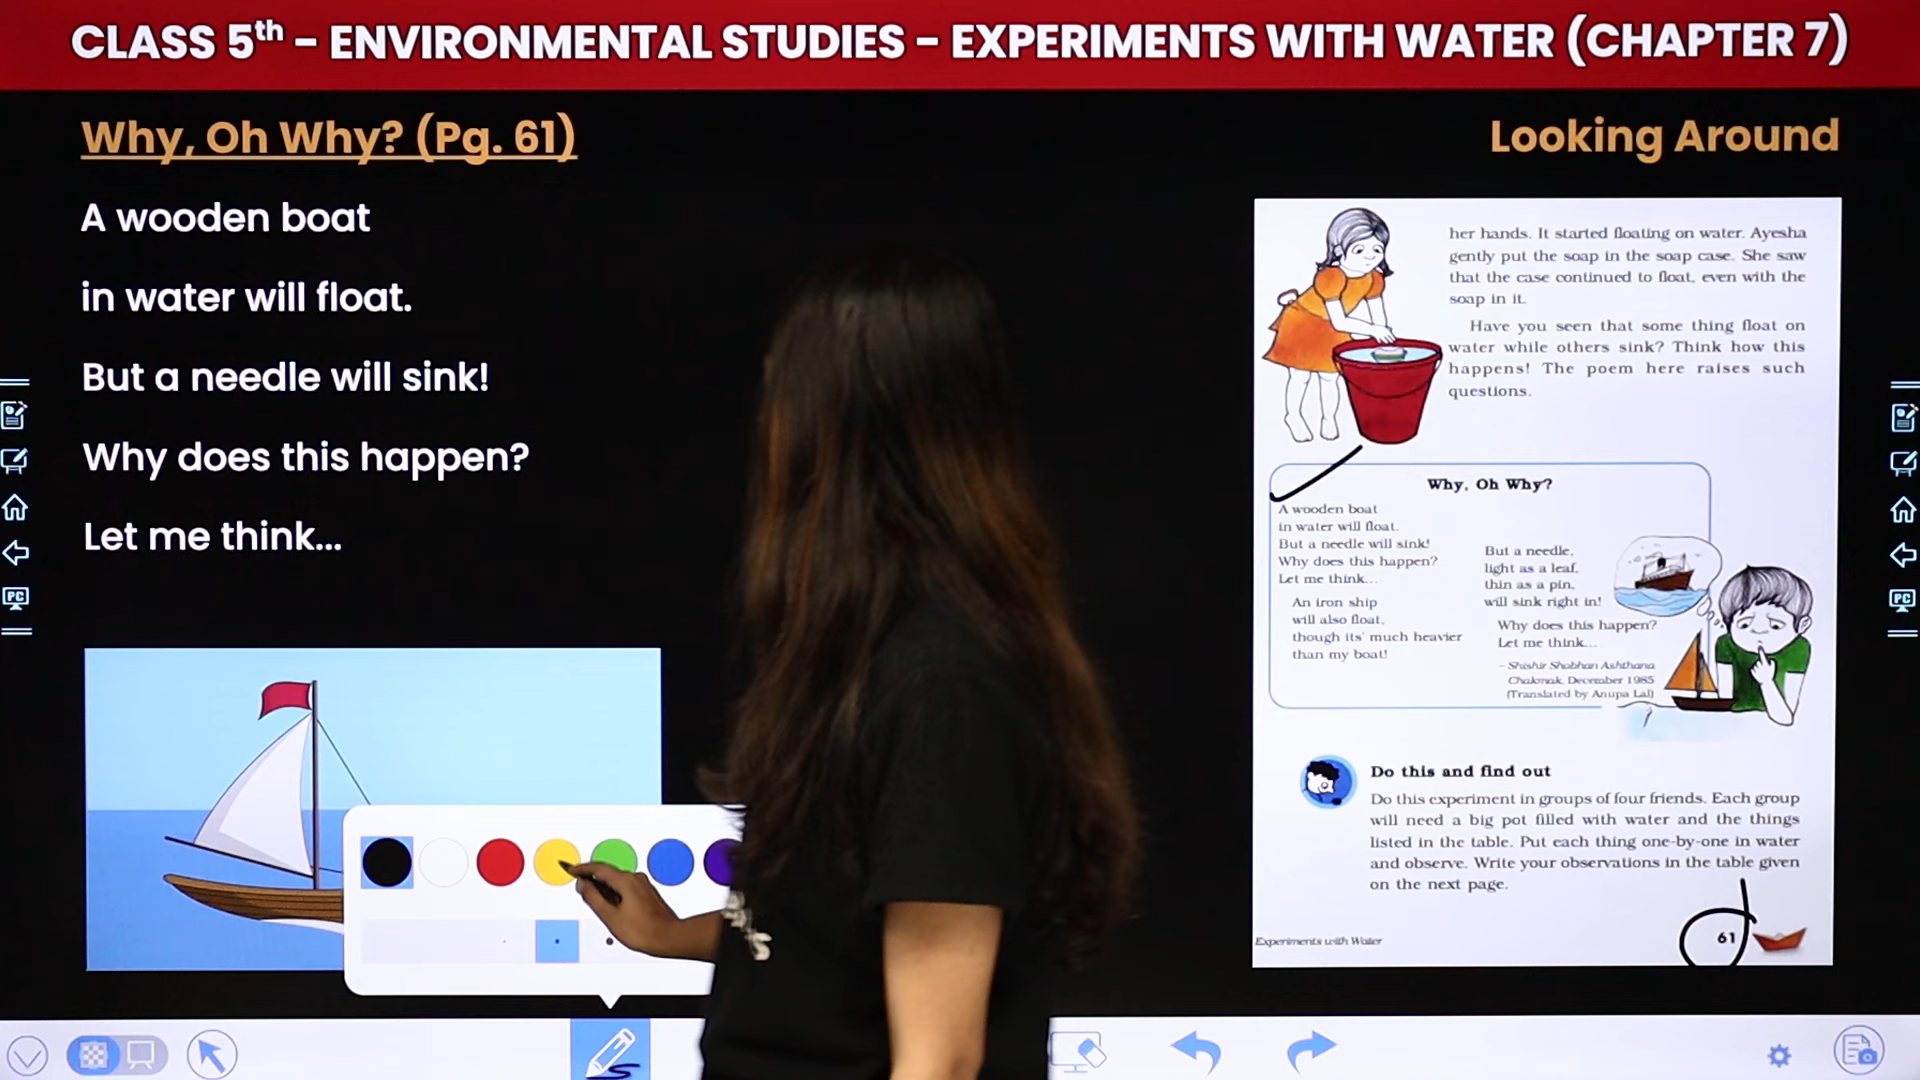 CLASS 5th - ENVIRONMENTAL STUDIES - EXPERIMENTS WITH WATER (CHAPTER 7)
Why, Oh Why? (Pg. 61)
A wooden boat
in water will float.
But a needle will sink!
Why does this happen?
Let me think...
Looking Around
her hands. It started floating on water. Ayesha
gently put the soap in the soap case. She saw
that the case continued to float, even with the
soap in it.
Have you seen that some thing float on
water while others sink? Think how this
happens! The poem here raises such
questions.
Why, Oh Why?
A wooden boat
in water will float.
But a needle will sink!
Why does this happen?
Let me think...
An iron ship
will also float,
though its' much heavier
than my boat!
But a needle,
light as a leaf,
thin as a pin,
will sink right in!
Why does this happen?
Let me think...
- Shishir Shobhan Ashthana
Chakmak, December 1985
(Translated by Anupa Lal)
Do this and find out
Do this experiment in groups of four friends. Each group
will need a big pot filled with water and the things
listed in the table. Put each thing one-by-one in water
and observe. Write your observations in the table given
on the next page.
Experiments with Water
61
PC
PC